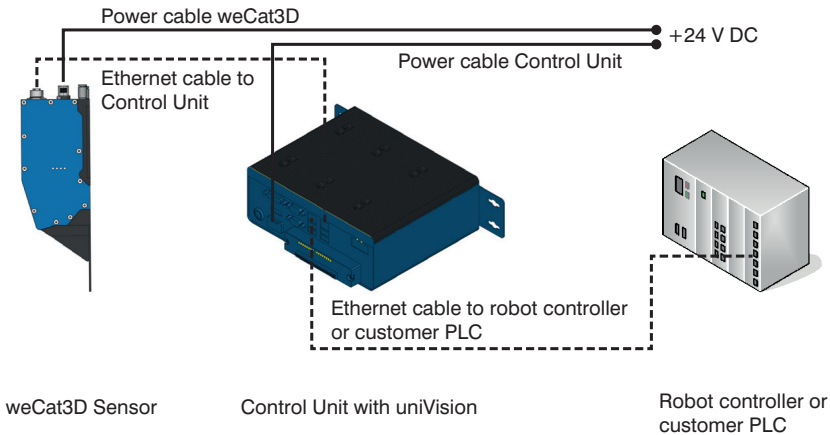 Power cable weCat3D
+24 V DC
Power cable Control Unit
Ethernet cable to
Control Unit
Ethernet cable to robot controller
or customer PLC
weCat3D Sensor
Control Unit with uniVision
Robot controller or
customer PLC